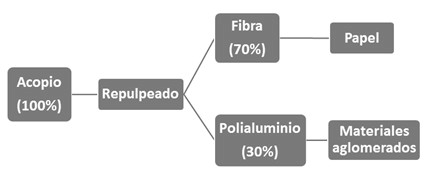 Acopio
(100%)
Repulpeado
Fibra
(70%)
Papel
Polialuminio
(30%)
Materiales
aglomerados